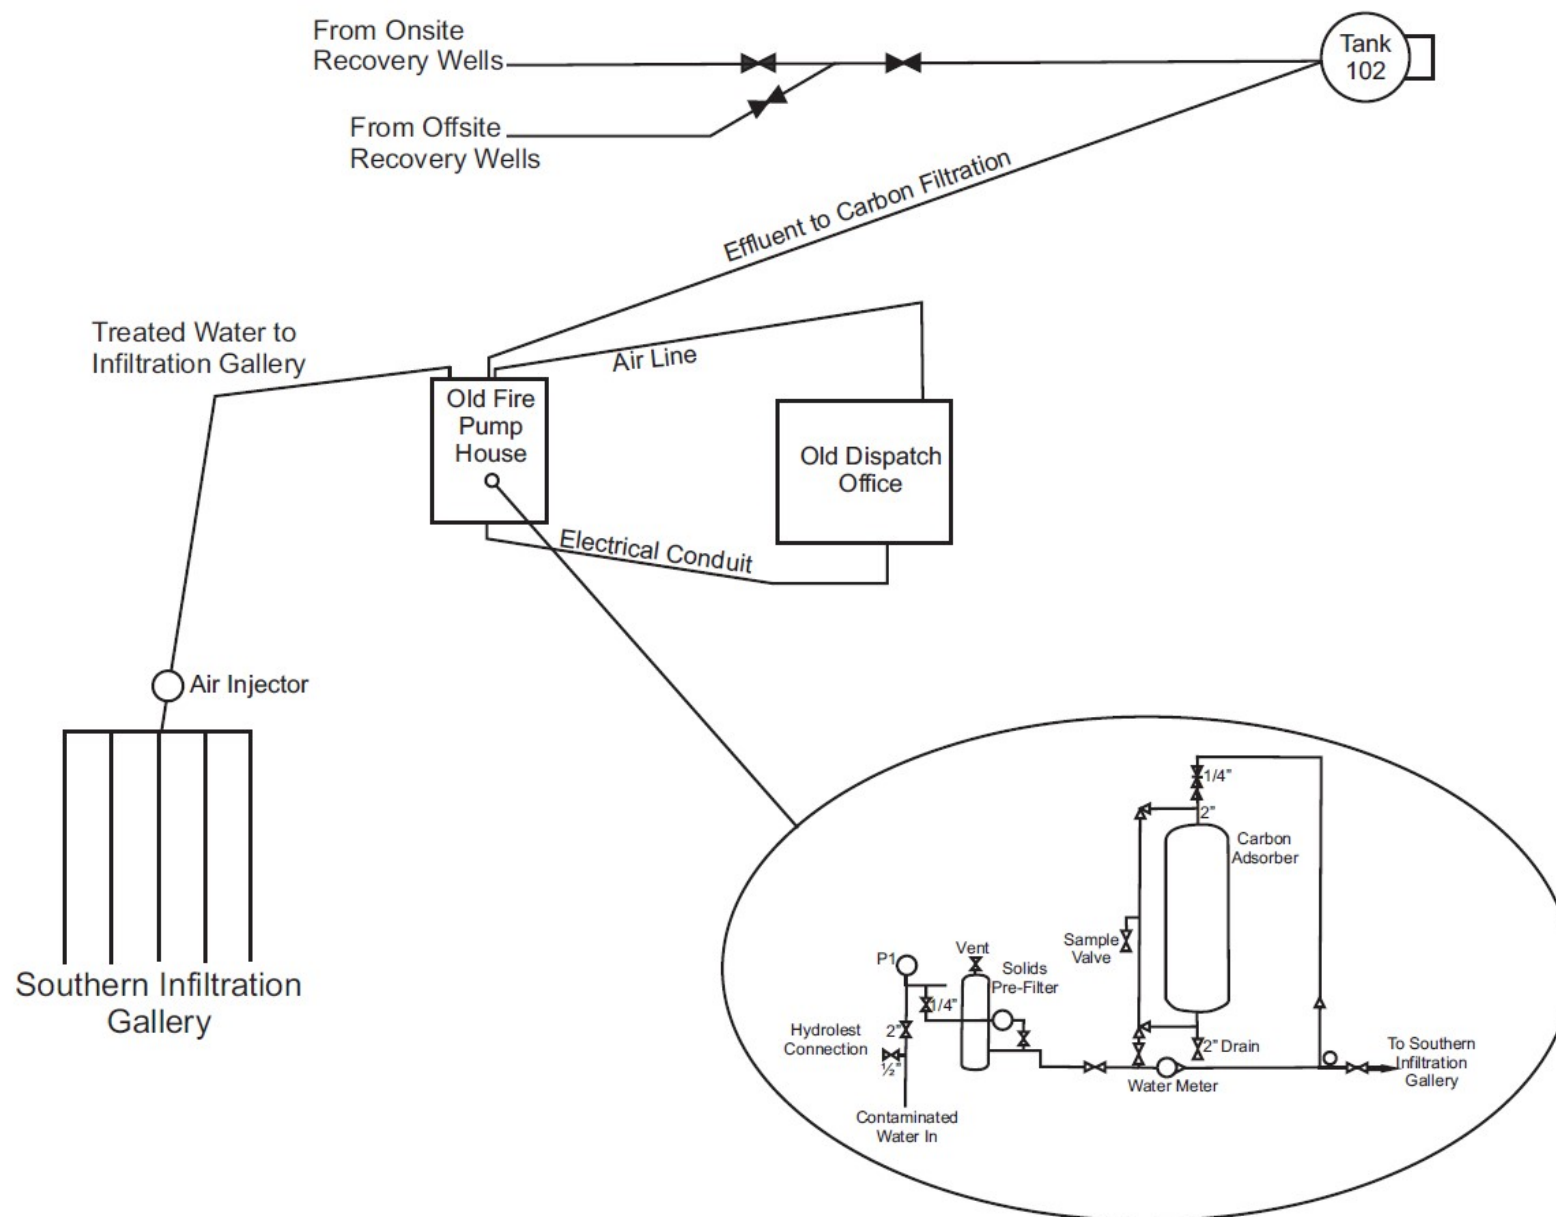 From Onsite
Recovery Wells
Tank
102
From Offsite
Recovery Wells
Effluent to Carbon Filtration
Treated Water to
Infiltration Gallery
Air Line
Old Fire
Pump
House
Old Dispatch
Office
Electrical Conduit
Air Injector
Southern Infiltration
Gallery
1/4”
2”
Carbon
Adsorber
Sample
Valve
P1
Vent
Solids
Pre-Filter
1/4”
2”
Hydrolest
Connection
½”
2” Drain
Water Meter
To Southern
Infiltration
Gallery
Contaminated
Water In